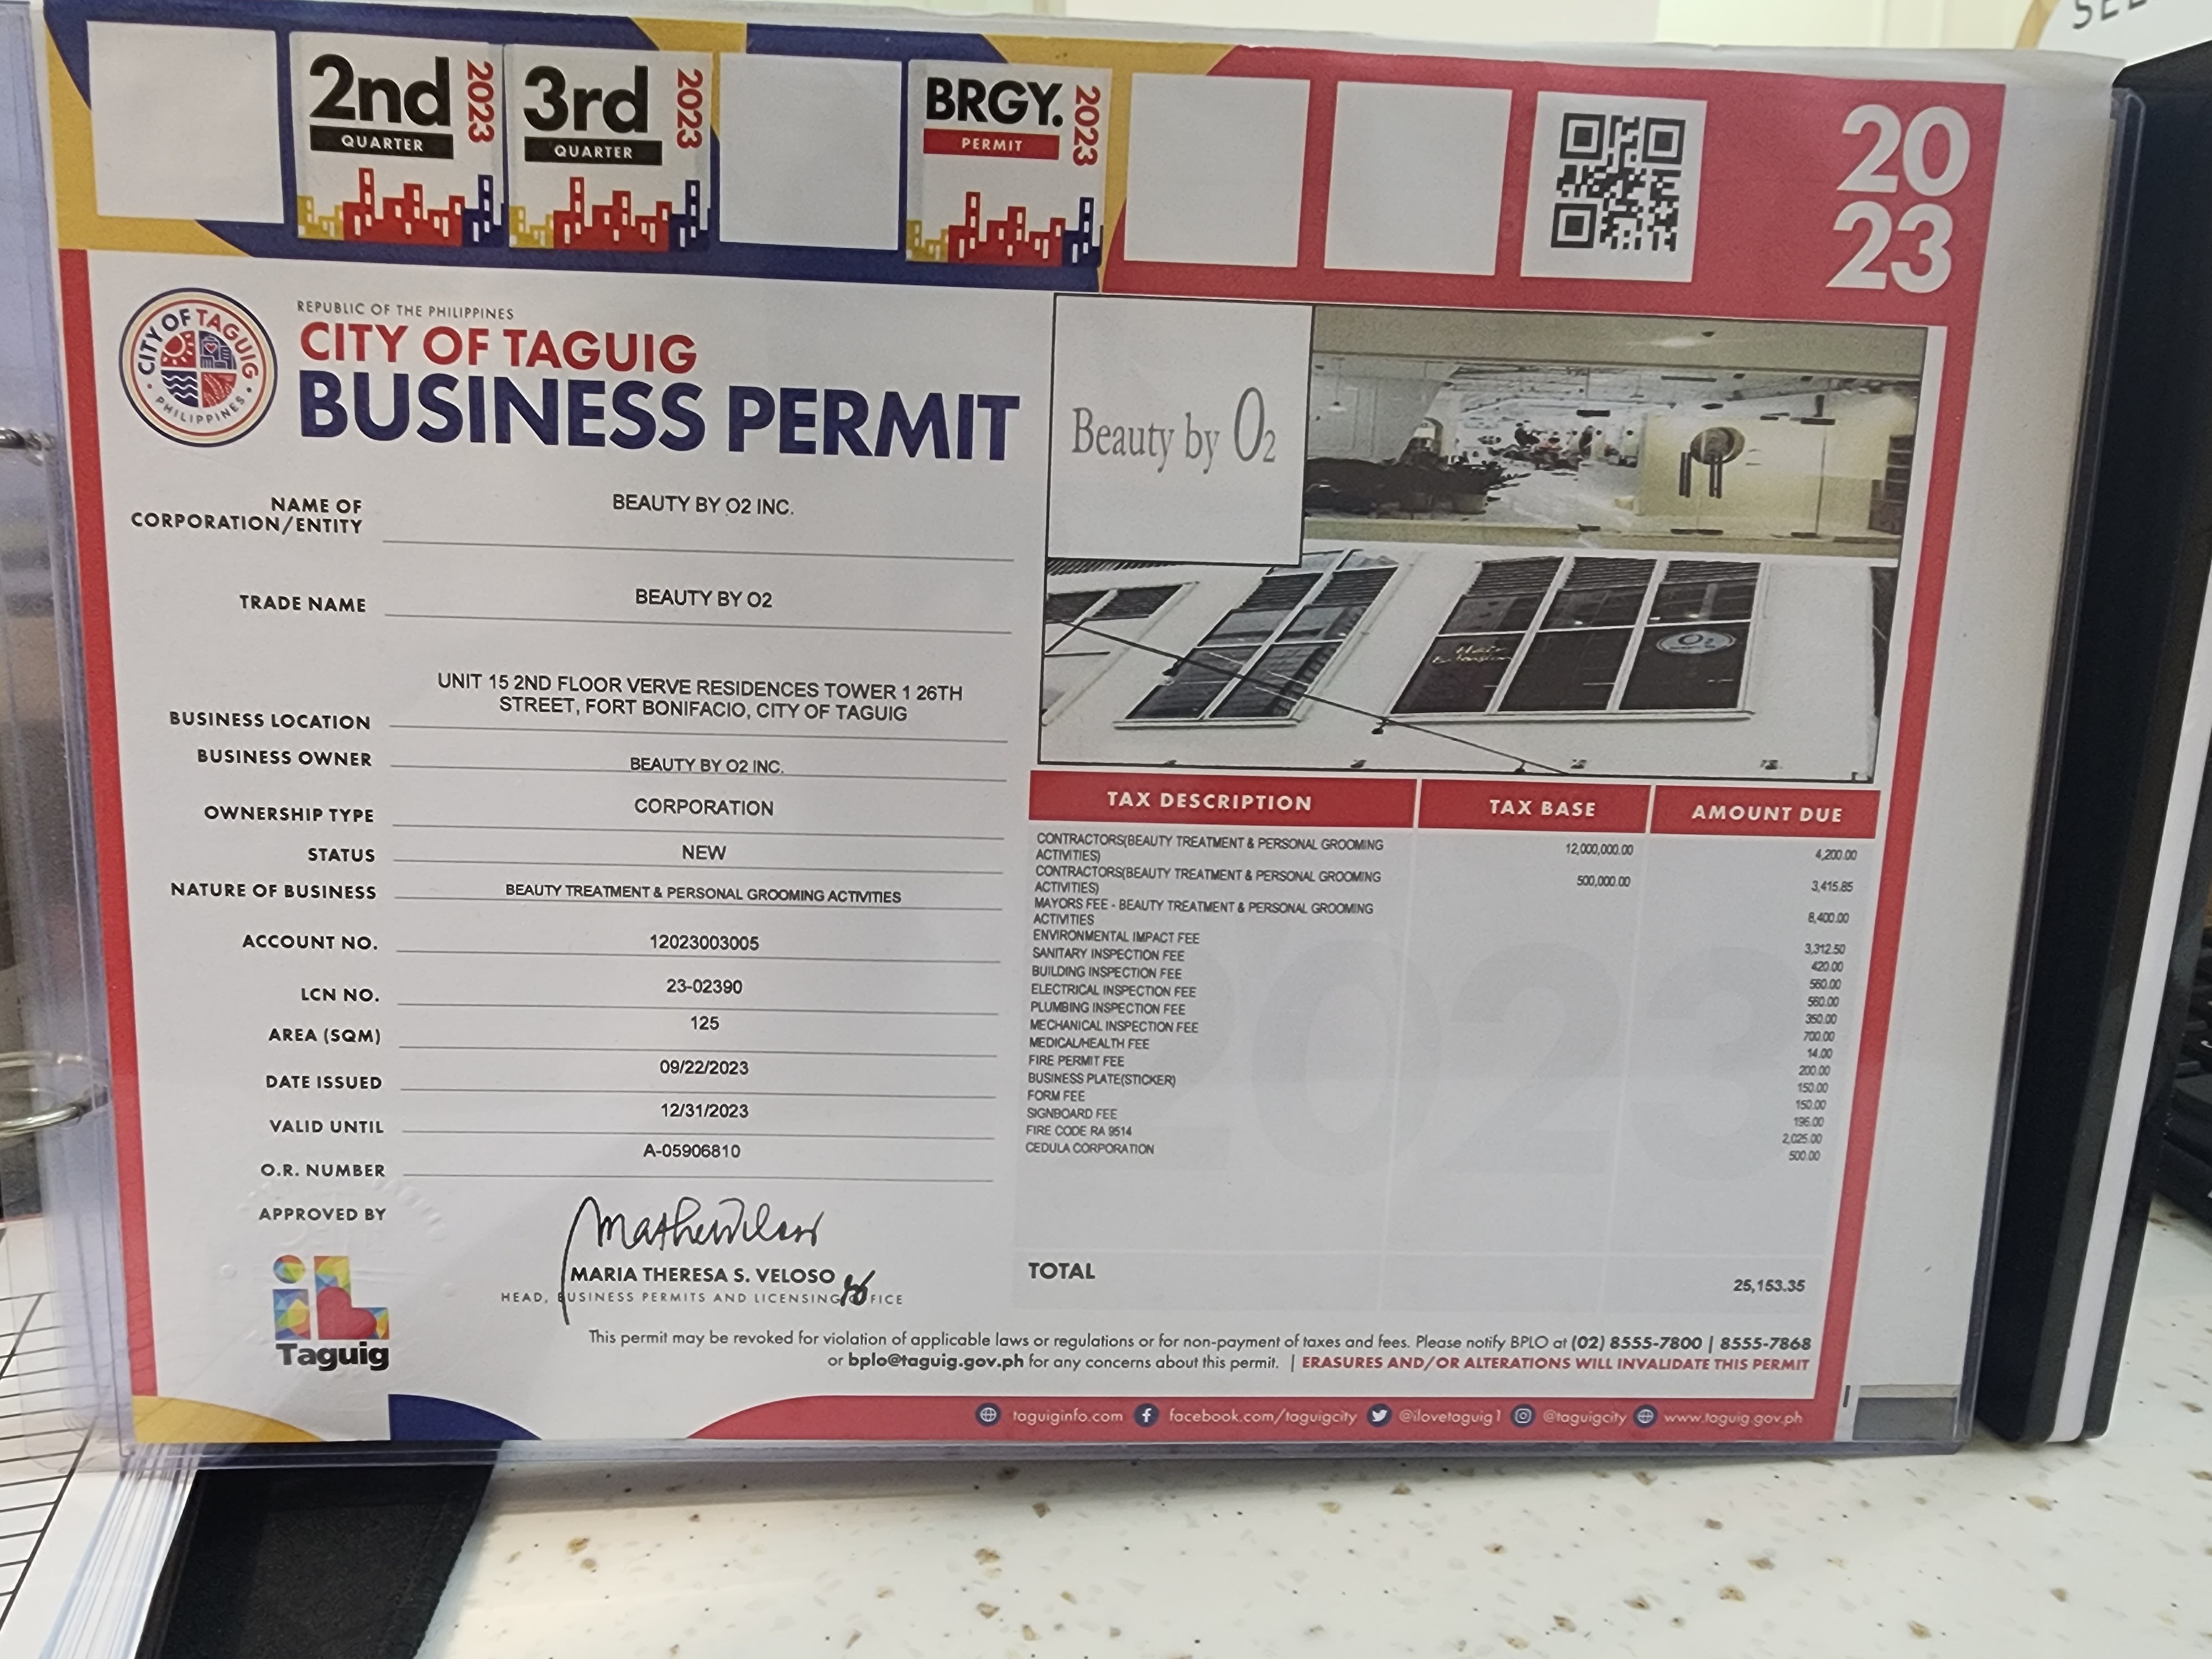 SEL
2nd
QUARTER
2023
3rd
QUARTER
2023
BRGY.
PERMIT
2023
20
23
CITY OF TAGUIG
PHILIPPINES
REPUBLIC OF THE PHILIPPINES
CITY OF TAGUIG
BUSINESS PERMIT
Beauty by O2
O2
NAME OF
CORPORATION/ENTITY
BEAUTY BY O2 INC.
TRADE NAME
BEAUTY BY O2
BUSINESS LOCATION
UNIT 15 2ND FLOOR VERVE RESIDENCES TOWER 1 26TH
STREET, FORT BONIFACIO, CITY OF TAGUIG
BUSINESS OWNER
BEAUTY BY O2 INC.
OWNERSHIP TYPE
CORPORATION
STATUS
NEW
NATURE OF BUSINESS
BEAUTY TREATMENT & PERSONAL GROOMING ACTIVITIES
ACCOUNT NO.
12023003005
LCN NO.
23-02390
AREA (SQM)
125
DATE ISSUED
09/22/2023
VALID UNTIL
12/31/2023
O.R. NUMBER
A-05906810
APPROVED BY
MARIA THERESA S. VELOSO
HEAD, BUSINESS PERMITS AND LICENSING OFFICE
Taguig
TAX DESCRIPTION TAX BASE AMOUNT DUE
CONTRACTORS(BEAUTY TREATMENT & PERSONAL GROOMING
ACTIVITIES) 12,000,000.00 4,200.00
CONTRACTORS(BEAUTY TREATMENT & PERSONAL GROOMING
ACTIVITIES) 500,000.00 3,415.85
MAYORS FEE - BEAUTY TREATMENT & PERSONAL GROOMING
ACTIVITIES 8,400.00
ENVIRONMENTAL IMPACT FEE 3,312.50
SANITARY INSPECTION FEE 420.00
BUILDING INSPECTION FEE 560.00
ELECTRICAL INSPECTION FEE 560.00
PLUMBING INSPECTION FEE 350.00
MECHANICAL INSPECTION FEE 700.00
MEDICAL/HEALTH FEE 14.00
FIRE PERMIT FEE 200.00
BUSINESS PLATE(STICKER) 150.00
FORM FEE 150.00
SIGNBOARD FEE 196.00
FIRE CODE RA 9514 2,025.00
CEDULA CORPORATION 500.00
2023
TOTAL 25,153.35
This permit may be revoked for violation of applicable laws or regulations or for non-payment of taxes and fees. Please notify BPLO at (02) 8555-7800 | 8555-7868
or bplo@taguig.gov.ph for any concerns about this permit. | ERASURES AND/OR ALTERATIONS WILL INVALIDATE THIS PERMIT
taguiginfo.com facebook.com/taguigcity @ilovetaguig1 @taguigcity www.taguig.gov.ph